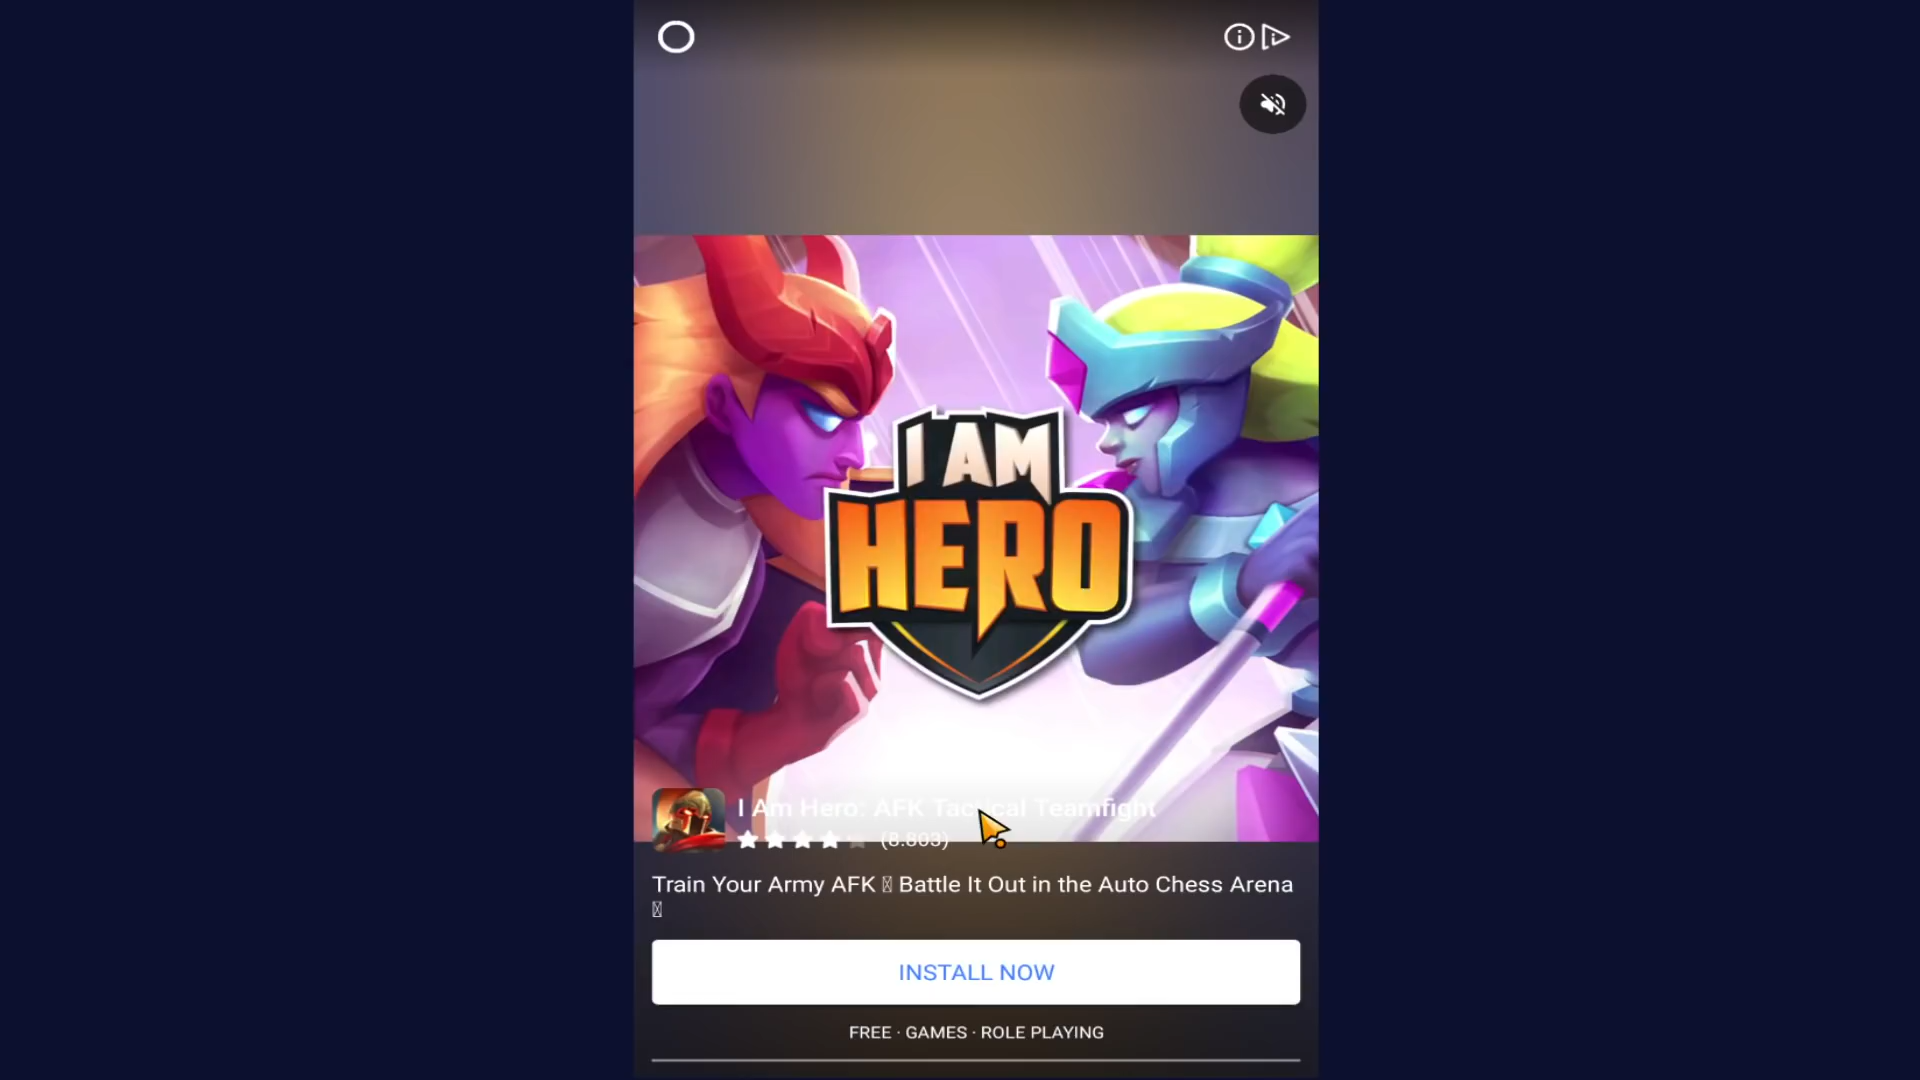 I AM
HERO
I Am Hero: AFK Tactical Teamfight
(8.803)
Train Your Army AFK Battle It Out in the Auto Chess Arena
INSTALL NOW
FREE · GAMES · ROLE PLAYING